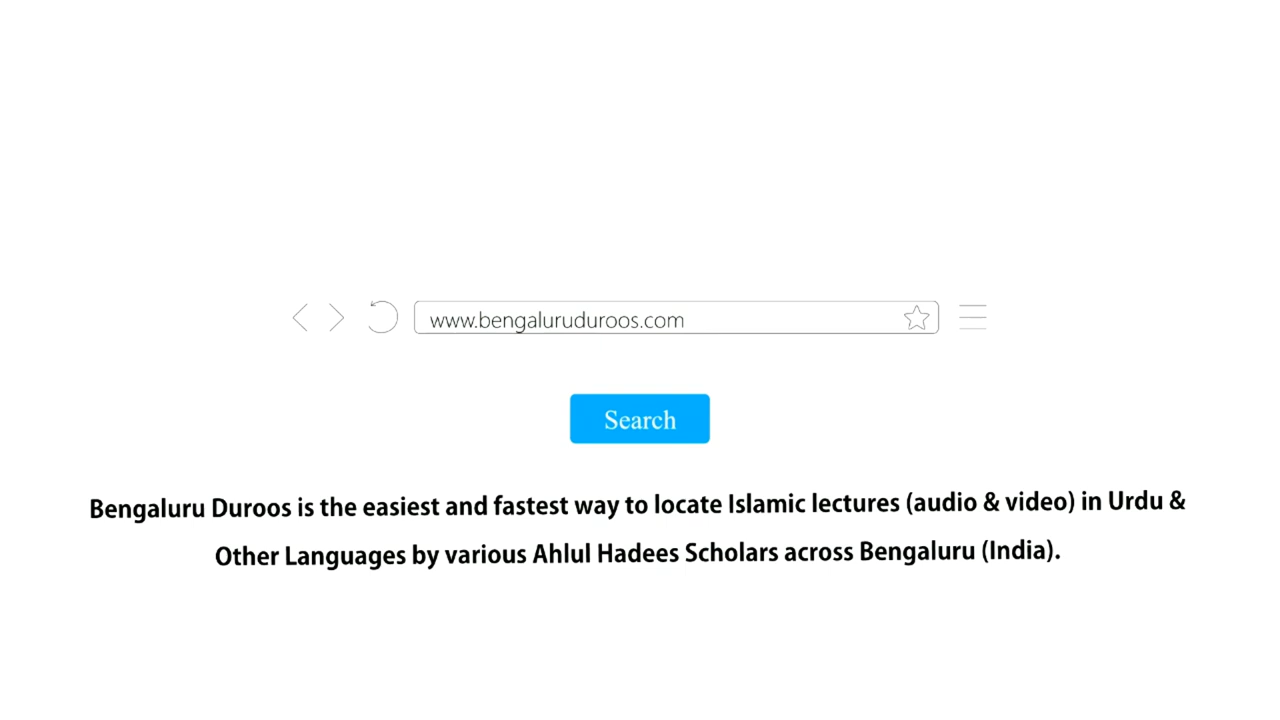 www.bengaluruduroos.com
Search
Bengaluru Duroos is the easiest and fastest way to locate Islamic lectures (audio & video) in Urdu &
Other Languages by various Ahlul Hadees Scholars across Bengaluru (India).